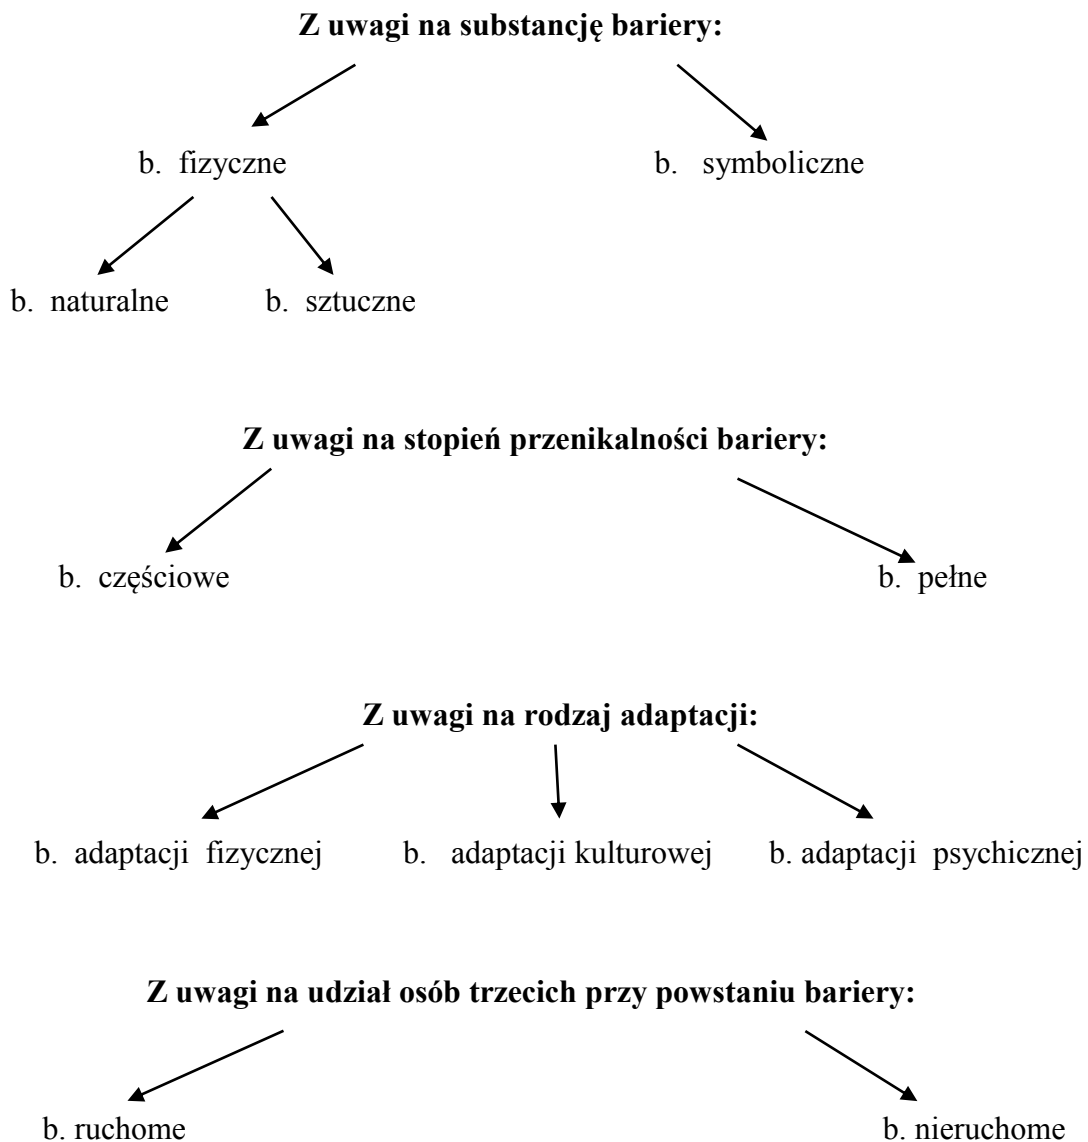 Z uwagi na substancję bariery:
b. fizyczne
b. symboliczne
b. naturalne
b. sztuczne
Z uwagi na stopień przenikalności bariery:
b. częściowe
b. pełne
Z uwagi na rodzaj adaptacji:
b. adaptacji fizycznej
b. adaptacji kulturowej
b. adaptacji psychicznej
Z uwagi na udział osób trzecich przy powstaniu bariery:
b. ruchome
b. nieruchome